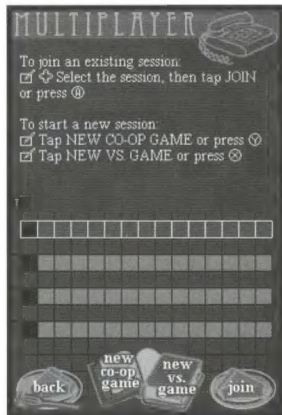 MULTIPLAYER
To join an existing session:
Select the session, then tap JOIN
or press Ⓐ
To start a new session:
Tap NEW CO-OP GAME or press Ⓨ
Tap NEW VS. GAME or press Ⓧ
?
back
new
co-op
game
new
vs.
game
join